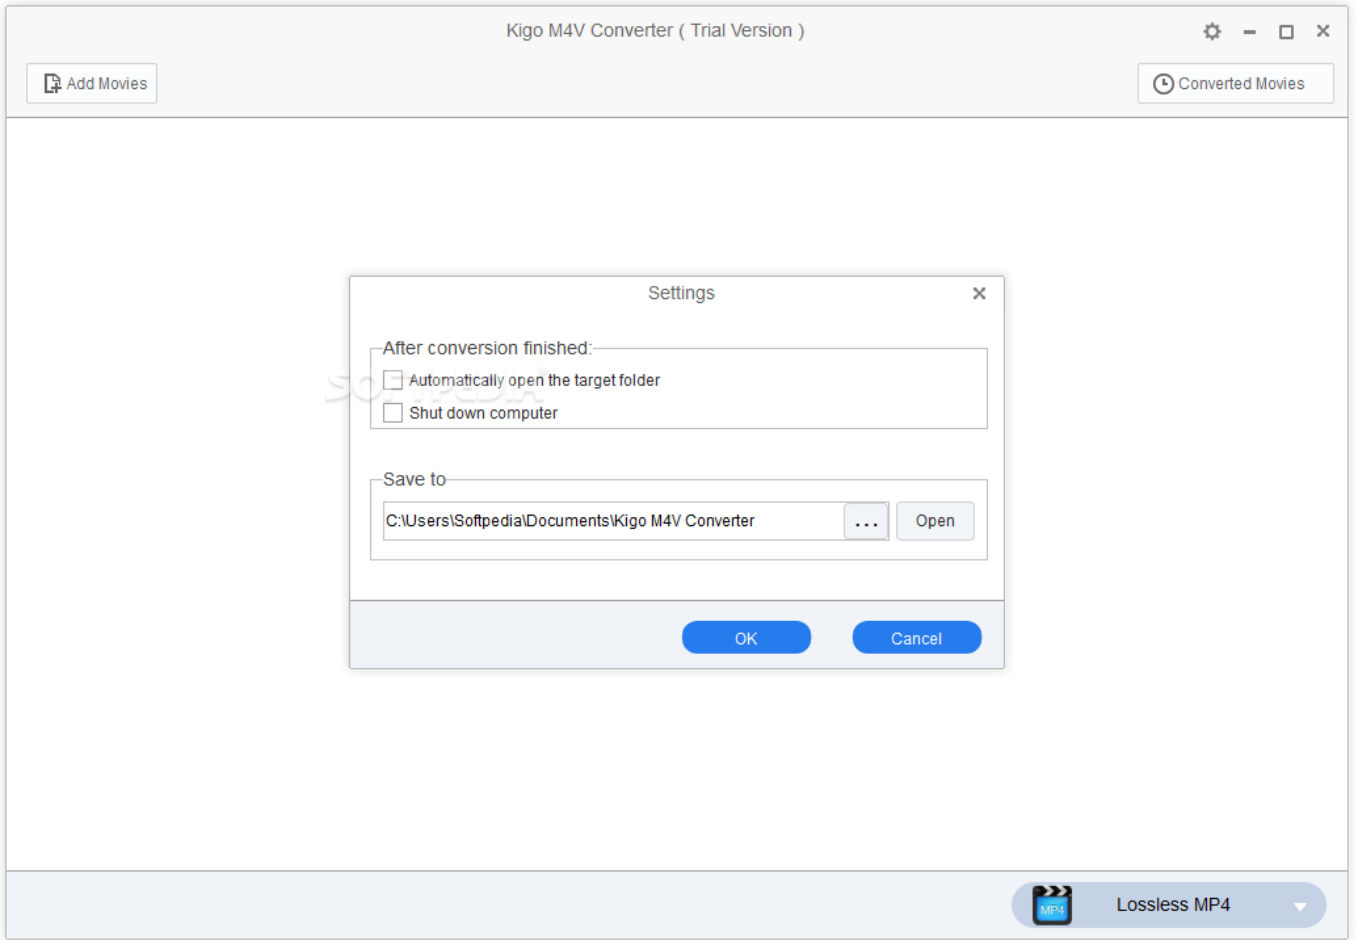 Kigo M4V Converter ( Trial Version )
Add Movies
Converted Movies
Settings
After conversion finished:
Automatically open the target folder
SOFTPEDIA
Shut down computer
Save to
C:\Users\Softpedia\Documents\Kigo M4V Converter
...
Open
OK
Cancel
MP4
Lossless MP4